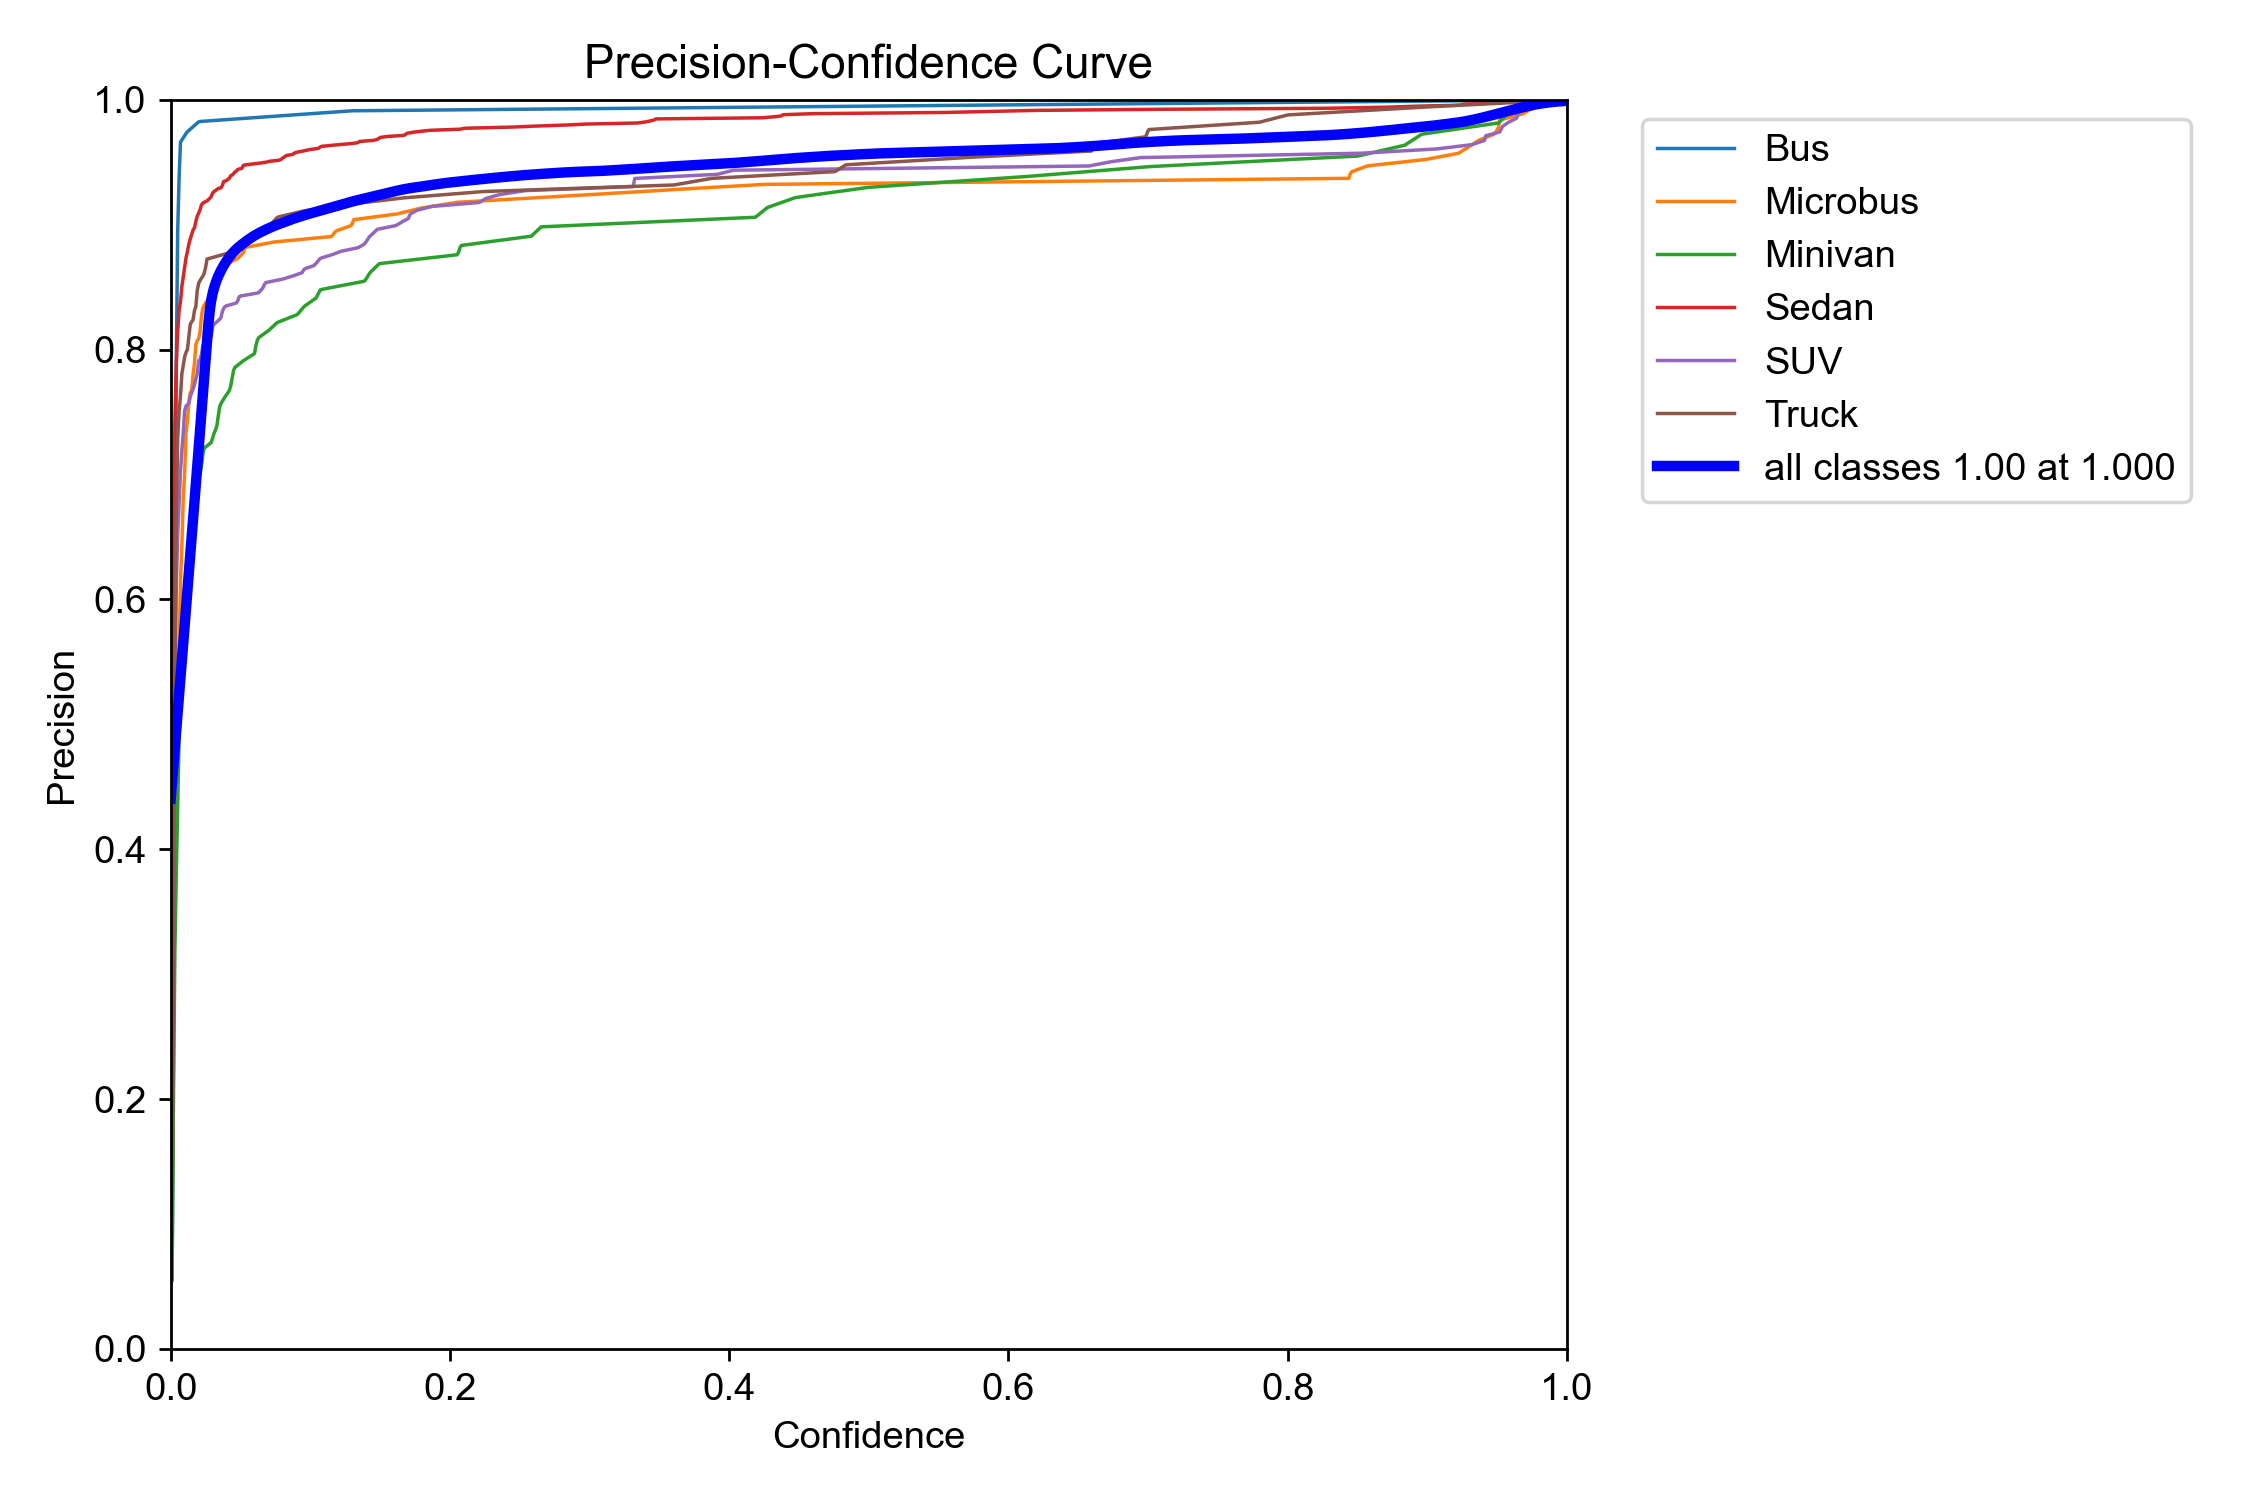 Precision-Confidence Curve
1.0
0.8
0.6
0.4
0.2
0.0
Precision
0.0 0.2 0.4 0.6 0.8 1.0
Confidence
Bus
Microbus
Minivan
Sedan
SUV
Truck
all classes 1.00 at 1.000